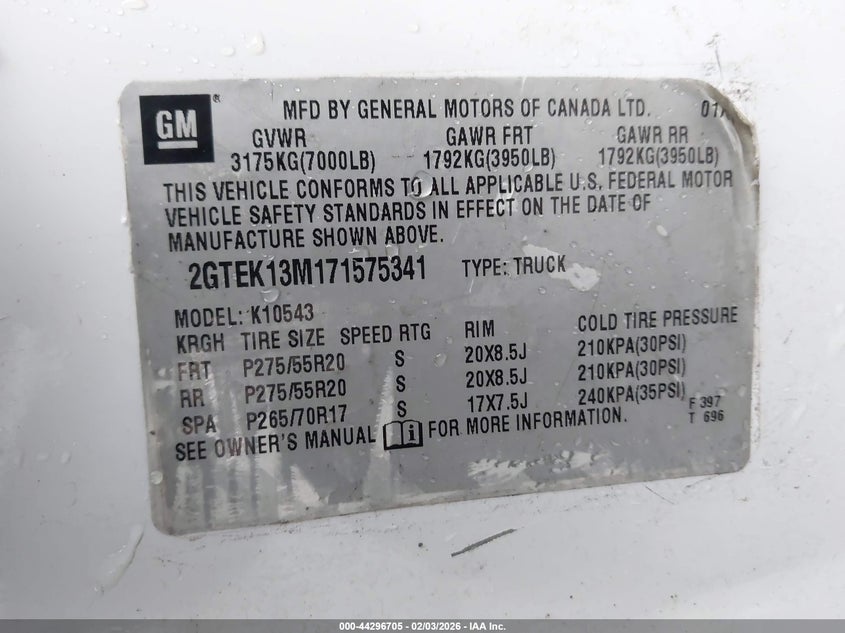 GM ®
MFD BY GENERAL MOTORS OF CANADA LTD. 01/
GVWR GAWR FRT GAWR RR
3175KG(7000LB) 1792KG(3950LB) 1792KG(3950LB)
THIS VEHICLE CONFORMS TO ALL APPLICABLE U.S. FEDERAL MOTOR
VEHICLE SAFETY STANDARDS IN EFFECT ON THE DATE OF
MANUFACTURE SHOWN ABOVE.
2GTEK13M171575341 TYPE: TRUCK
MODEL: K10543
KRGH TIRE SIZE SPEED RTG RIM COLD TIRE PRESSURE
FRT P275/55R20 S 20X8.5J 210KPA(30PSI)
RR P275/55R20 S 20X8.5J 210KPA(30PSI)
SPA P265/70R17 S 17X7.5J 240KPA(35PSI)
F 397
T 696
SEE OWNER'S MANUAL i FOR MORE INFORMATION.
000-44296705 - 02/03/2026 - IAA Inc.